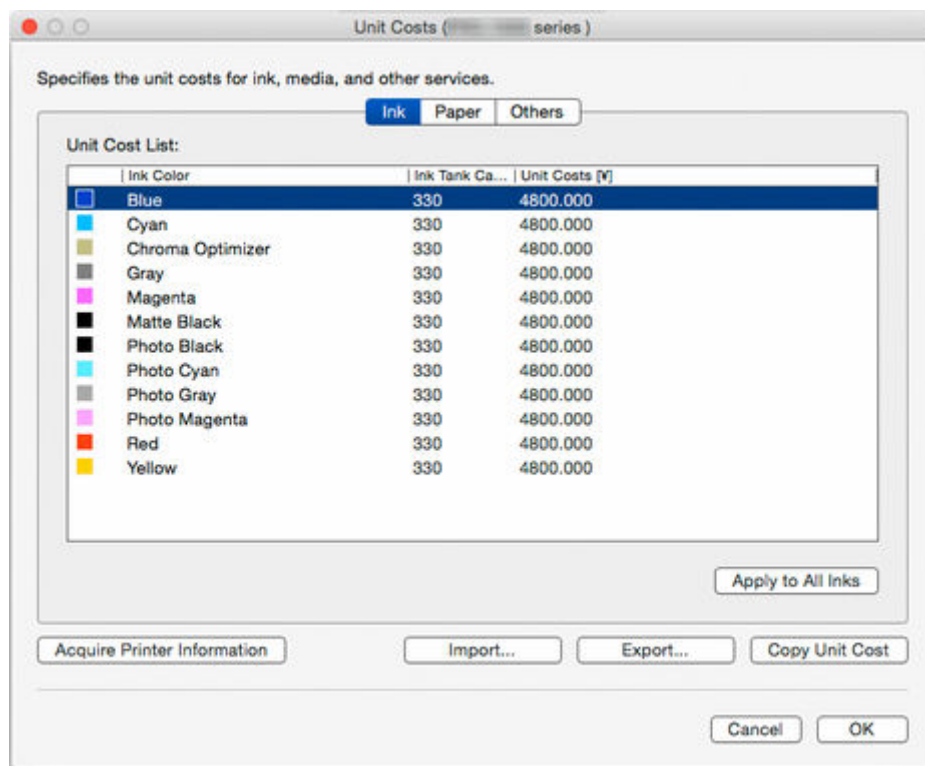 Unit Costs ( series )
Specifies the unit costs for ink, media, and other services.
Ink Paper Others
Unit Cost List:
Ink Color Ink Tank Ca... Unit Costs [¥]
Blue 330 4800.000
Cyan 330 4800.000
Chroma Optimizer 330 4800.000
Gray 330 4800.000
Magenta 330 4800.000
Matte Black 330 4800.000
Photo Black 330 4800.000
Photo Cyan 330 4800.000
Photo Gray 330 4800.000
Photo Magenta 330 4800.000
Red 330 4800.000
Yellow 330 4800.000
Apply to All Inks
Acquire Printer Information Import... Export... Copy Unit Cost
Cancel OK